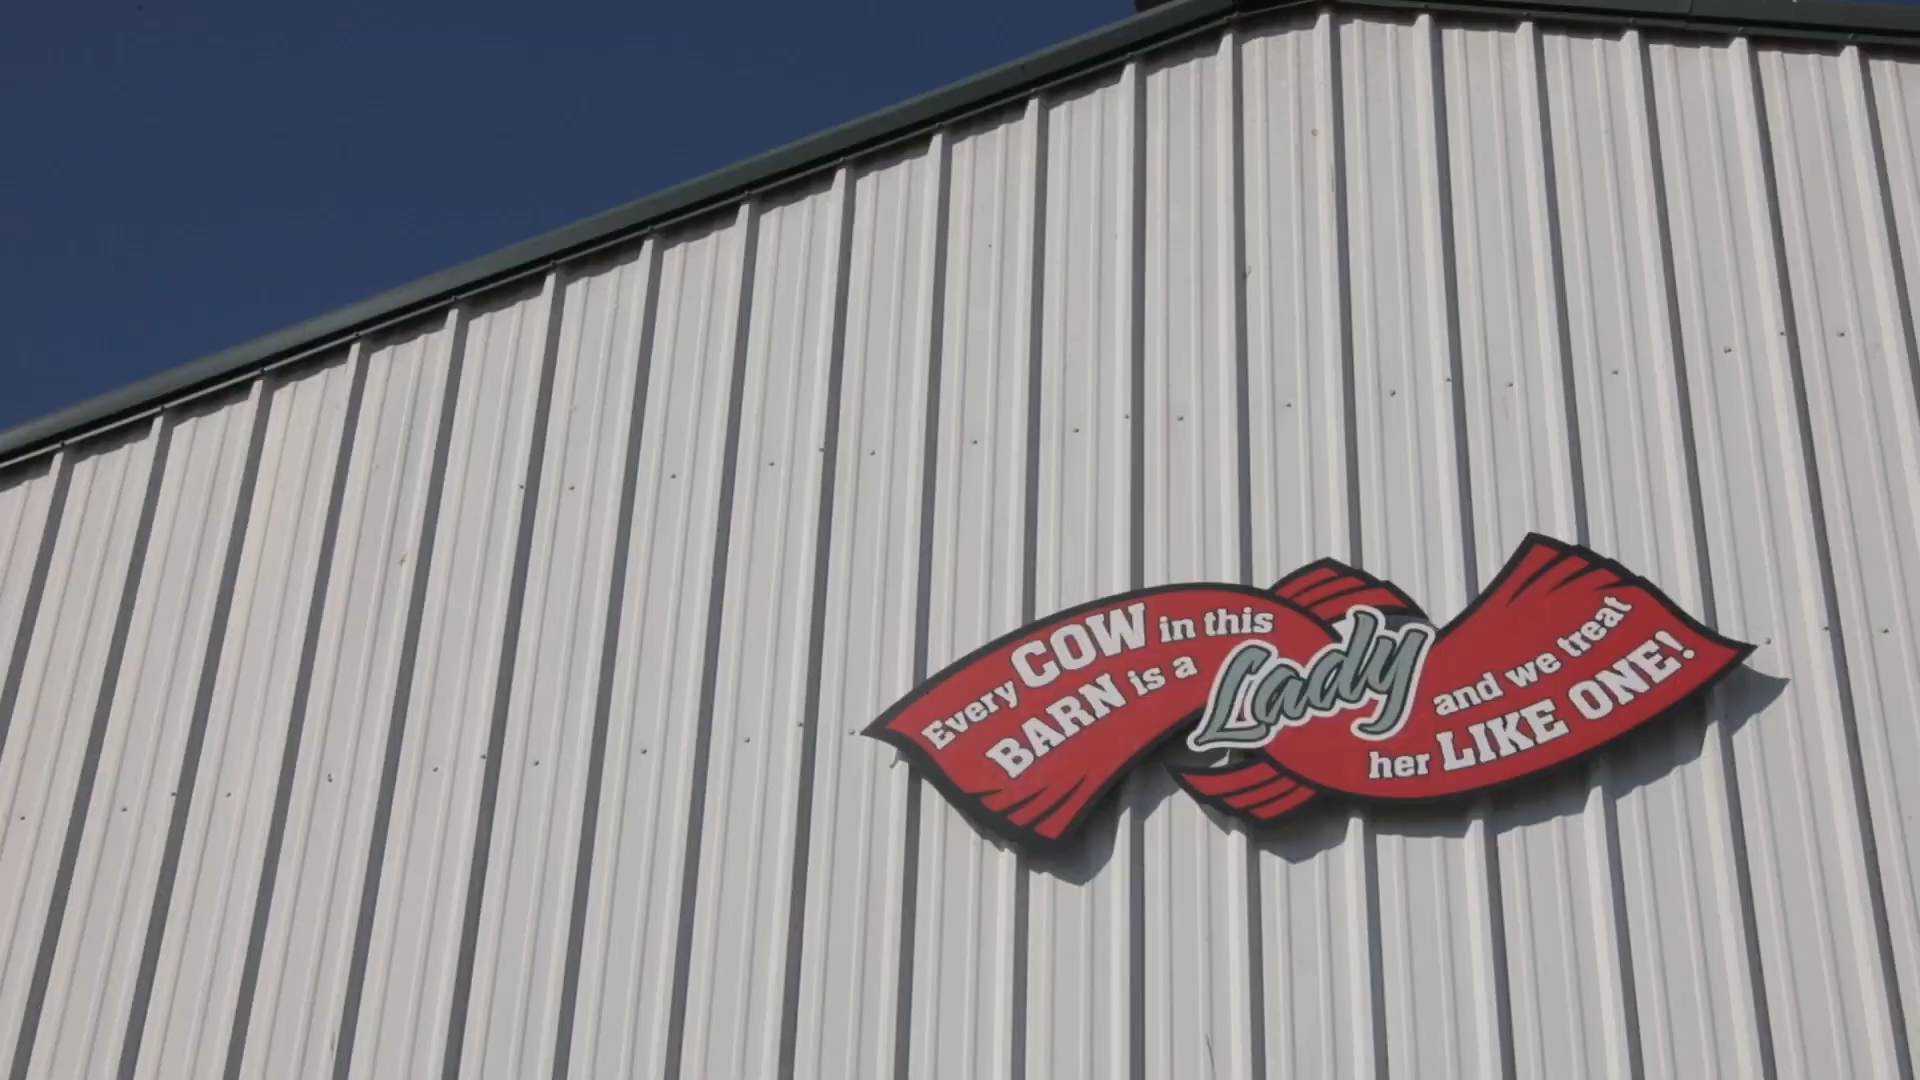 Every COW in this
BARN is a
Lady
and we treat
her LIKE ONE!